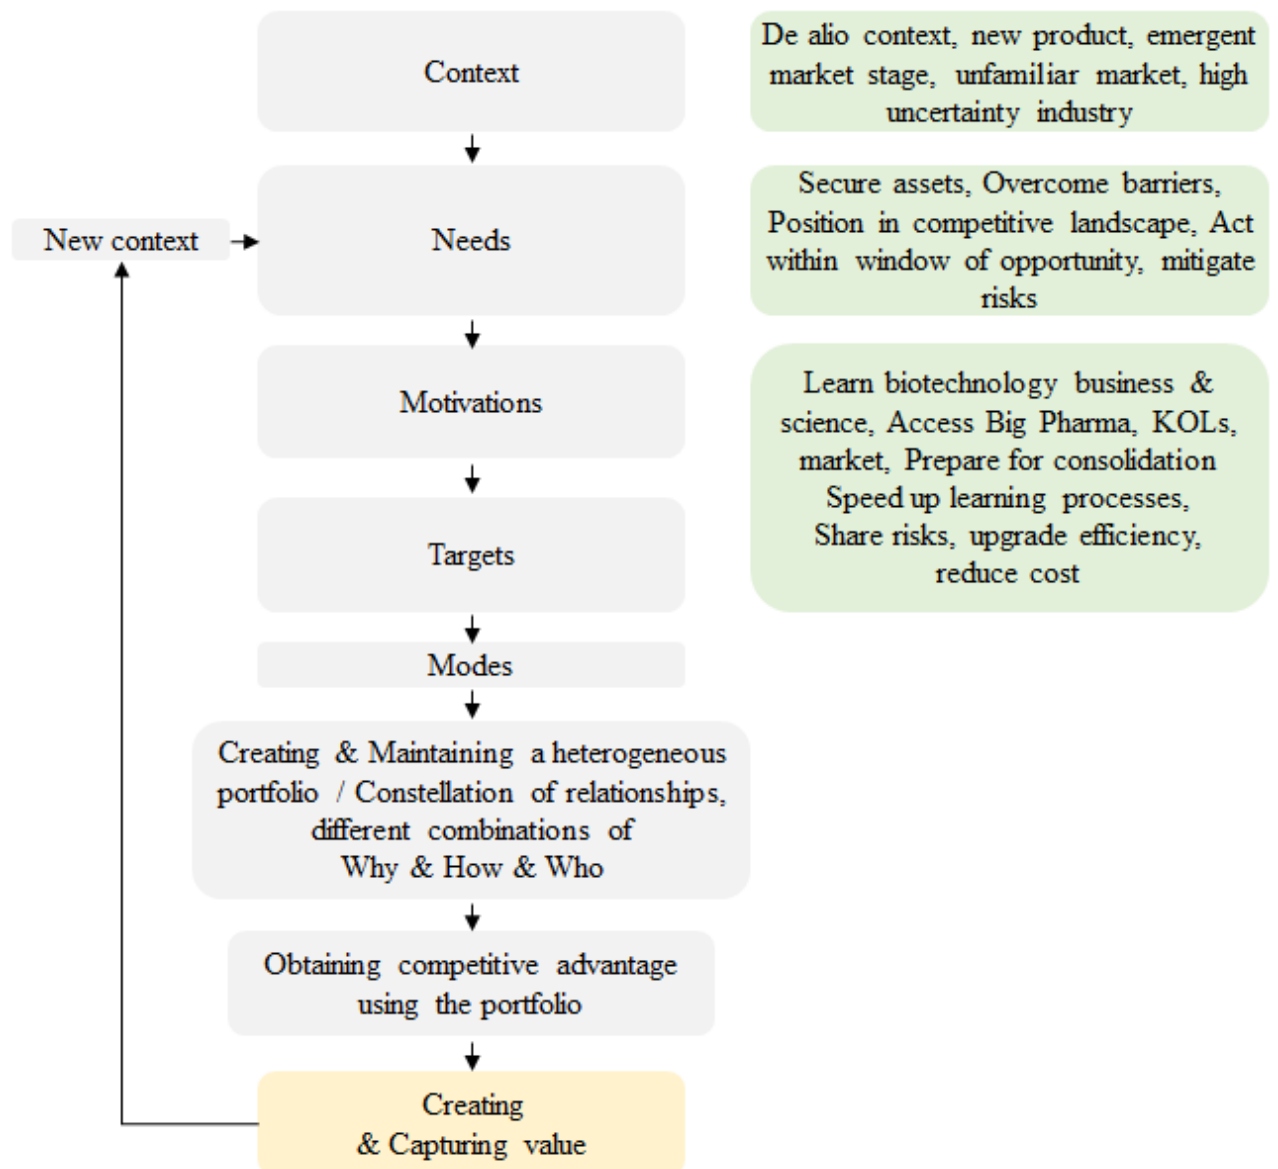 Context
De alio context, new product, emergent
market stage, unfamiliar market, high
uncertainty industry
New context
Needs
Secure assets, Overcome barriers,
Position in competitive landscape, Act
within window of opportunity, mitigate
risks
Motivations
Learn biotechnology business &
science, Access Big Pharma, KOLs,
market, Prepare for consolidation
Speed up learning processes,
Share risks, upgrade efficiency,
reduce cost
Targets
Modes
Creating & Maintaining a heterogeneous
portfolio / Constellation of relationships,
different combinations of
Why & How & Who
Obtaining competitive advantage
using the portfolio
Creating
& Capturing value